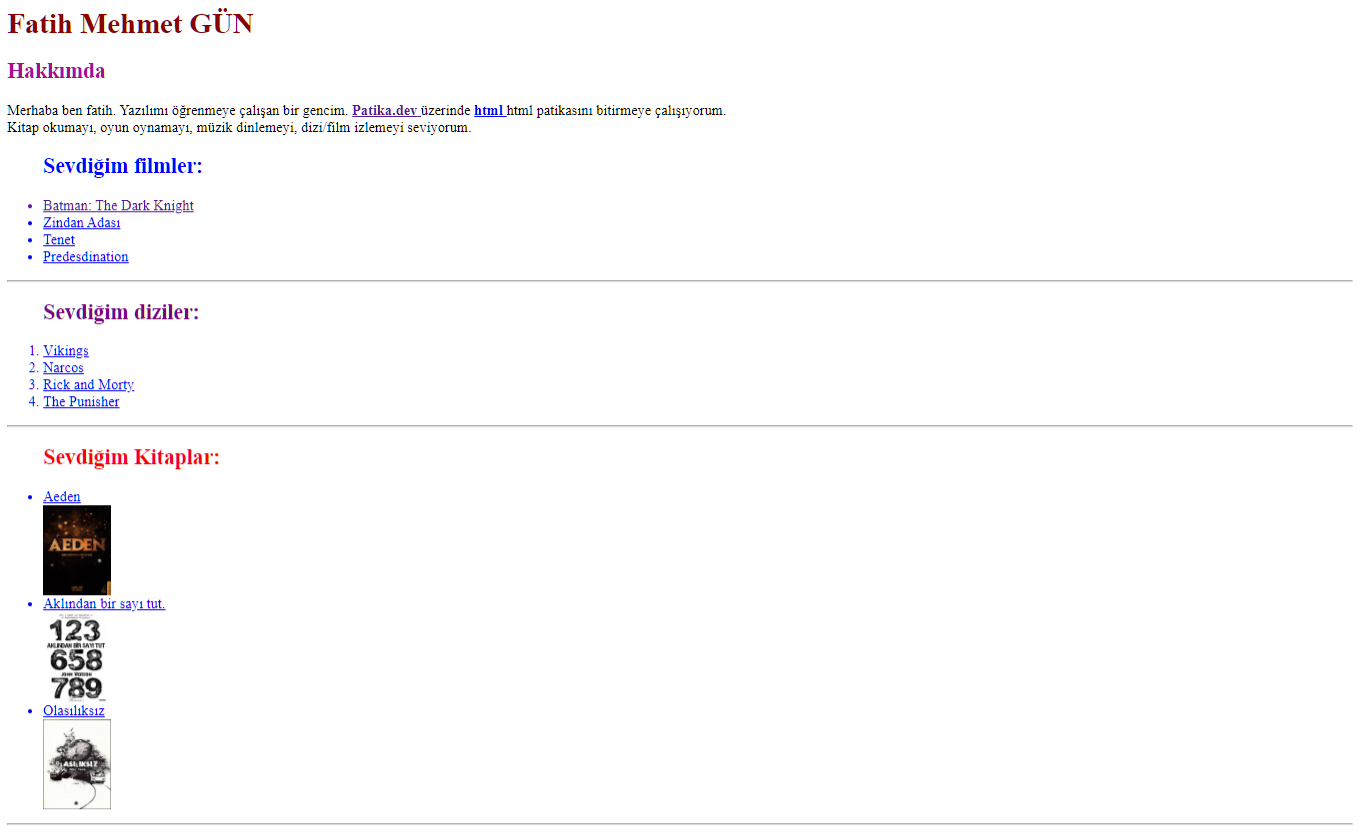 Fatih Mehmet GÜN
Hakkımda
Merhaba ben fatih. Yazılımı öğrenmeye çalışan bir gencim. Patika.dev üzerinde html html patikasını bitirmeye çalışıyorum.
Kitap okumayı, oyun oynamayı, müzik dinlemeyi, dizi/film izlemeyi seviyorum.
Sevdiğim filmler:
• Batman: The Dark Knight
• Zindan Adası
• Tenet
• Predesdination
Sevdiğim diziler:
1. Vikings
2. Narcos
3. Rick and Morty
4. The Punisher
Sevdiğim Kitaplar:
• Aeden
AEDEN
• Aklından bir sayı tut.
123
AKLINDAN BİR SAYI TUT
658
JOHN VERDON
789
• Olasılıksız
OLASILIKSIZ